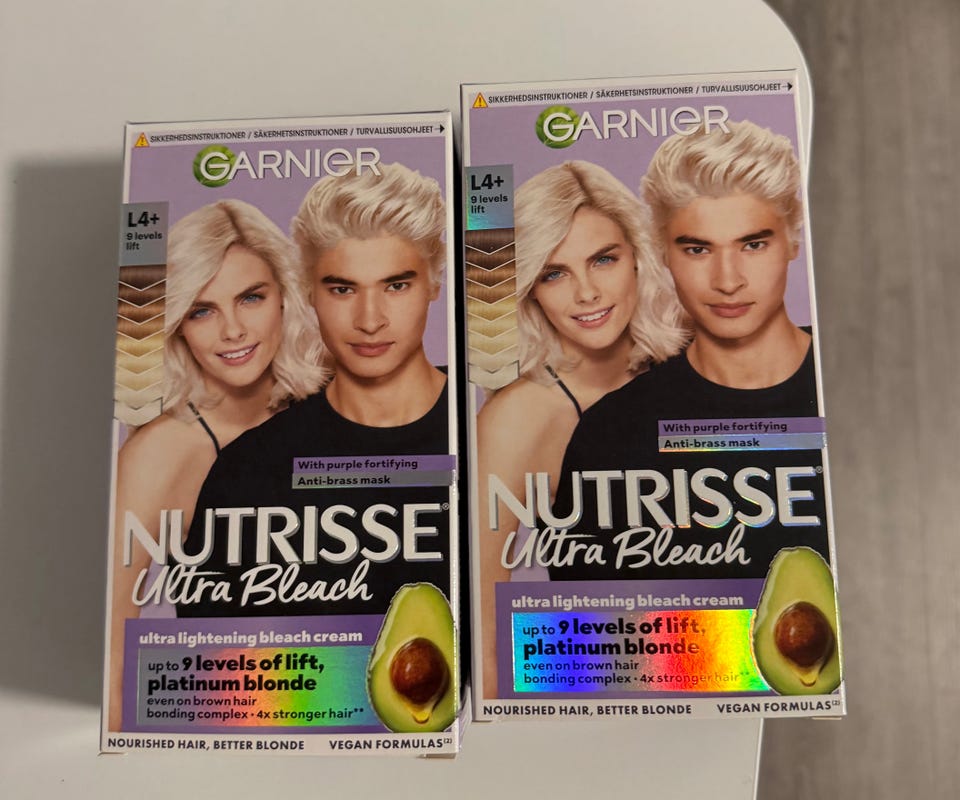 SIKKERHEDSINSTRUKTIONER / SÄKERHETSINSTRUKTIONER / TURVALLISUUSOHJEET
GARNIER
L4+
9 levels
lift
With purple fortifying
Anti-brass mask
NUTRISSE®
Ultra Bleach
ultra lightening bleach cream
up to 9 levels of lift,
platinum blonde
even on brown hair
bonding complex • 4x stronger hair**
NOURISHED HAIR, BETTER BLONDE VEGAN FORMULAS(2)
SIKKERHEDSINSTRUKTIONER / SÄKERHETSINSTRUKTIONER / TURVALLISUUSOHJEET
GARNIER
L4+
9 levels
lift
With purple fortifying
Anti-brass mask
NUTRISSE®
Ultra Bleach
ultra lightening bleach cream
up to 9 levels of lift,
platinum blonde
even on brown hair
bonding complex • 4x stronger hair**
NOURISHED HAIR, BETTER BLONDE VEGAN FORMULAS(2)